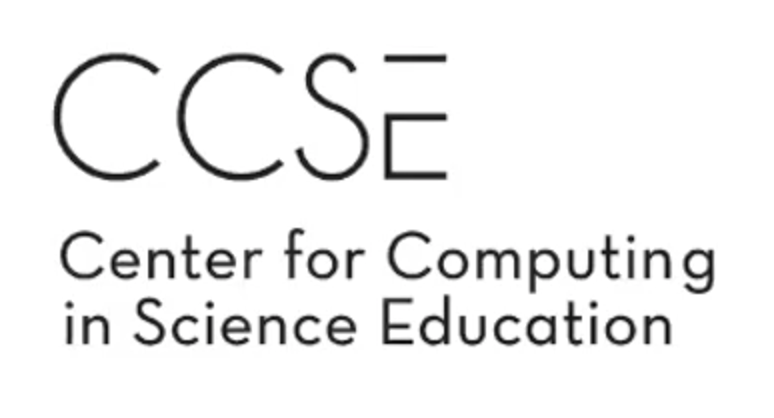 CCSE
Center for Computing
in Science Education